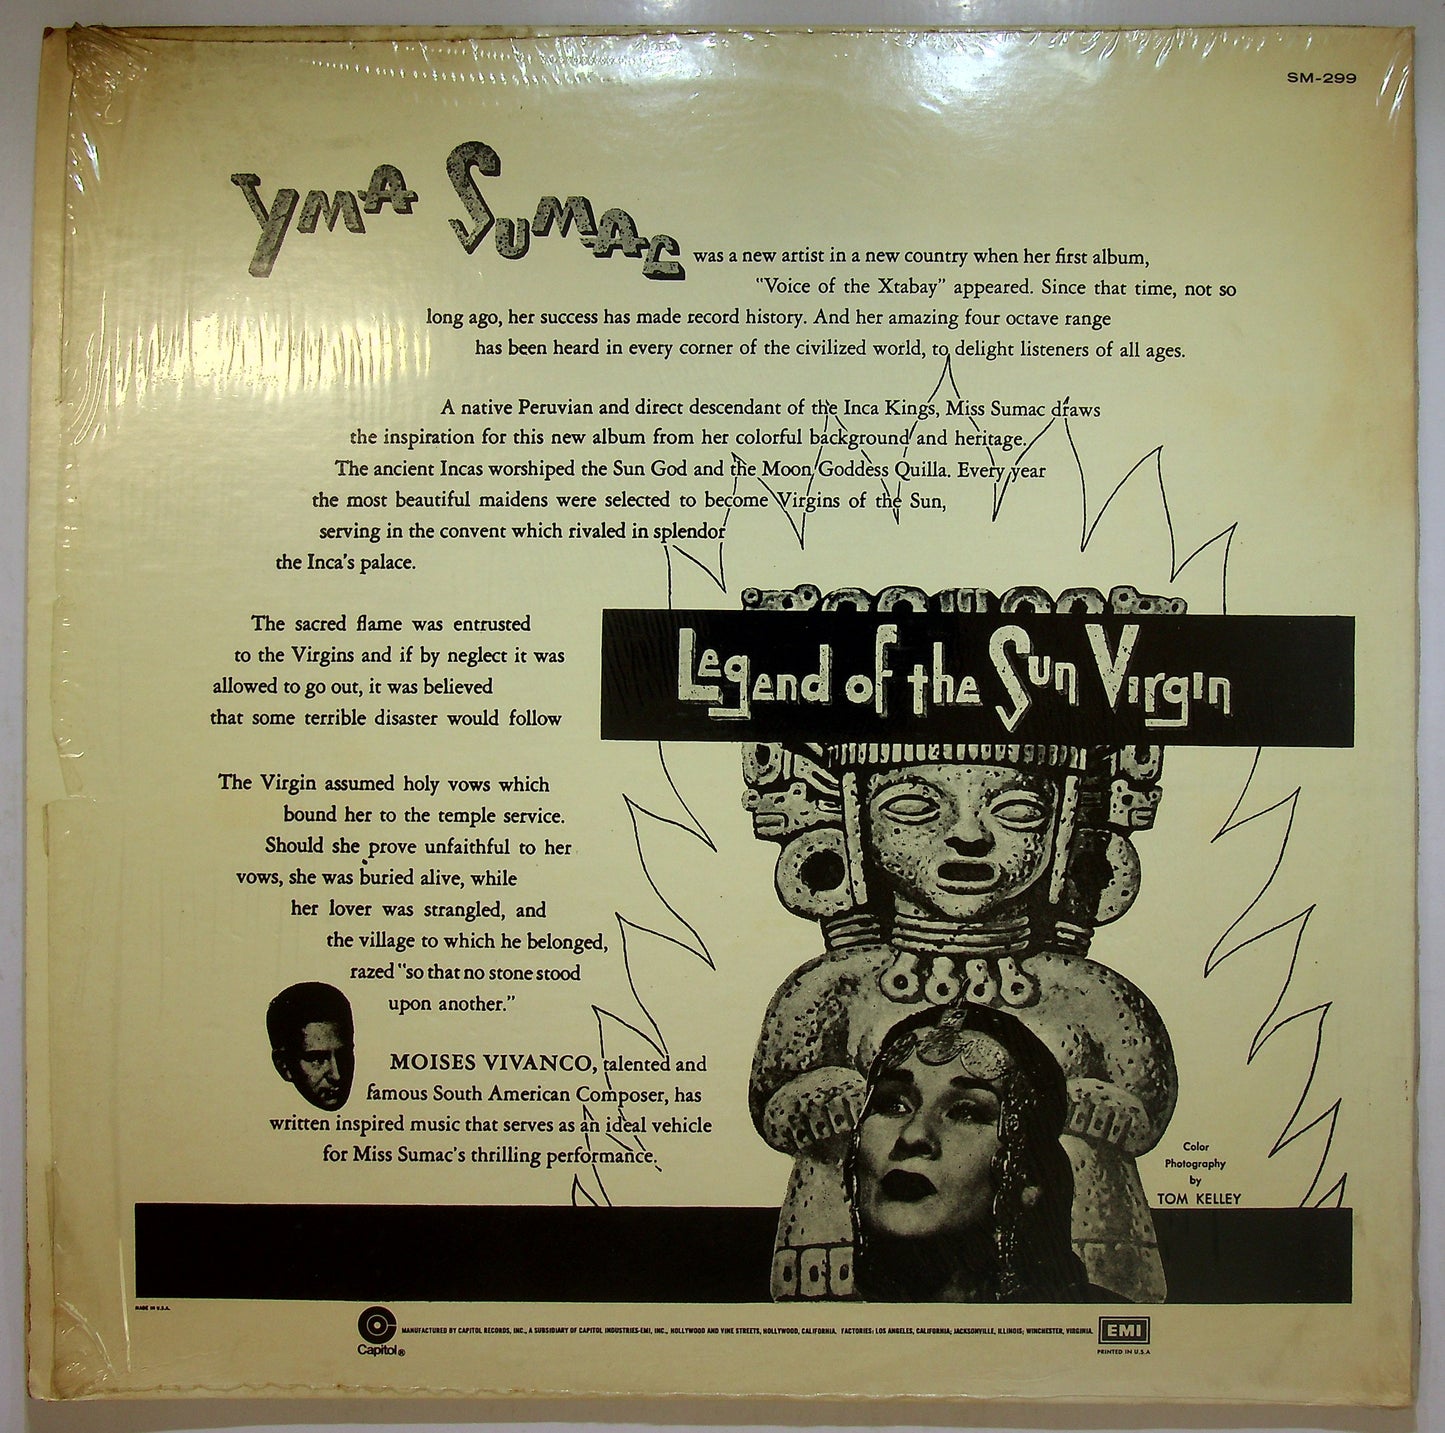 SM-299
YMA SUMAC was a new artist in a new country when her first album,
"Voice of the Xtabay" appeared. Since that time, not so
long ago, her success has made record history. And her amazing four octave range
has been heard in every corner of the civilized world, to delight listeners of all ages.
A native Peruvian and direct descendant of the Inca Kings, Miss Sumac draws
the inspiration for this new album from her colorful background and heritage.
The ancient Incas worshiped the Sun God and the Moon Goddess Quilla. Every year
the most beautiful maidens were selected to become Virgins of the Sun,
serving in the convent which rivaled in splendor
the Inca's palace.
The sacred flame was entrusted
to the Virgins and if by neglect it was
allowed to go out, it was believed
that some terrible disaster would follow
Legend of the Sun Virgin
The Virgin assumed holy vows which
bound her to the temple service.
Should she prove unfaithful to her
vows, she was buried alive, while
her lover was strangled, and
the village to which he belonged,
razed "so that no stone stood
upon another."
MOISES VIVANCO, talented and
famous South American Composer, has
written inspired music that serves as an ideal vehicle
for Miss Sumac's thrilling performance.
Color
Photography
by
TOM KELLEY
MADE IN U.S.A.
Capitol®
MANUFACTURED BY CAPITOL RECORDS, INC., A SUBSIDIARY OF CAPITOL INDUSTRIES-EMI, INC., HOLLYWOOD AND VINE STREETS, HOLLYWOOD, CALIFORNIA. FACTORIES: LOS ANGELES, CALIFORNIA; JACKSONVILLE, ILLINOIS; WINCHESTER, VIRGINIA.
EMI
PRINTED IN U.S.A